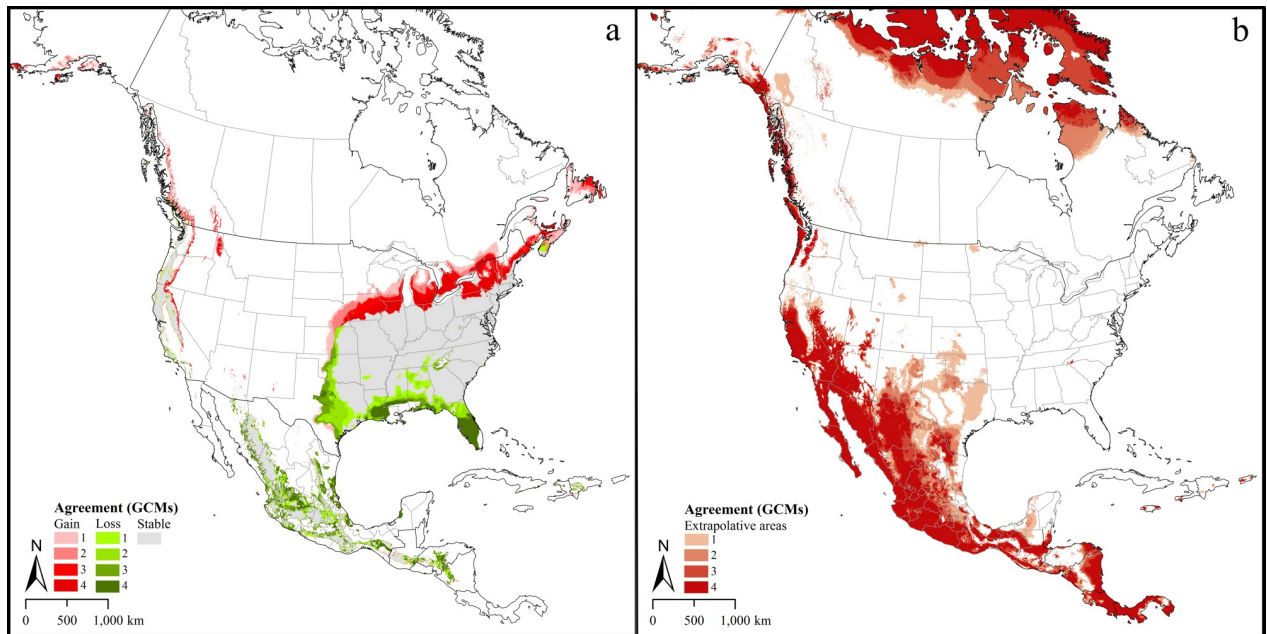 a
Agreement (GCMs)
Gain Loss Stable
1 1
2 2
3 3
4 4
N
0 500 1,000 km
b
Agreement (GCMs)
Extrapolative areas
1
2
3
4
N
0 500 1,000 km